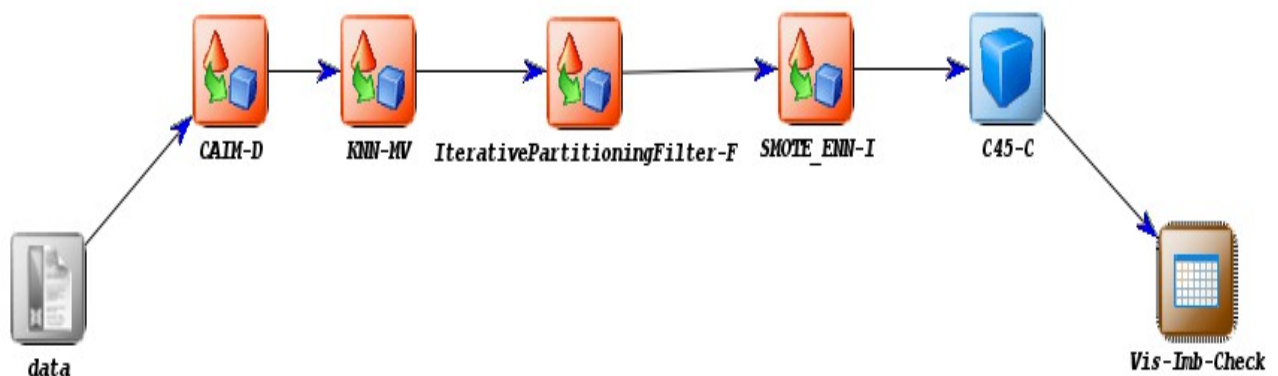 CAIM-D
KNN-MV
IterativePartitioningFilter-F
SMOTE_ENN-I
C45-C
data
Vis-Imb-Check